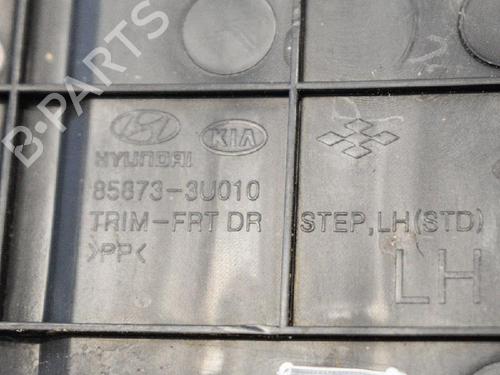 B-PARTS
HYUNDAI
KIA
85873-3U010
TRIM-FRT DR
STEP,LH(STD)
>PP<
LH